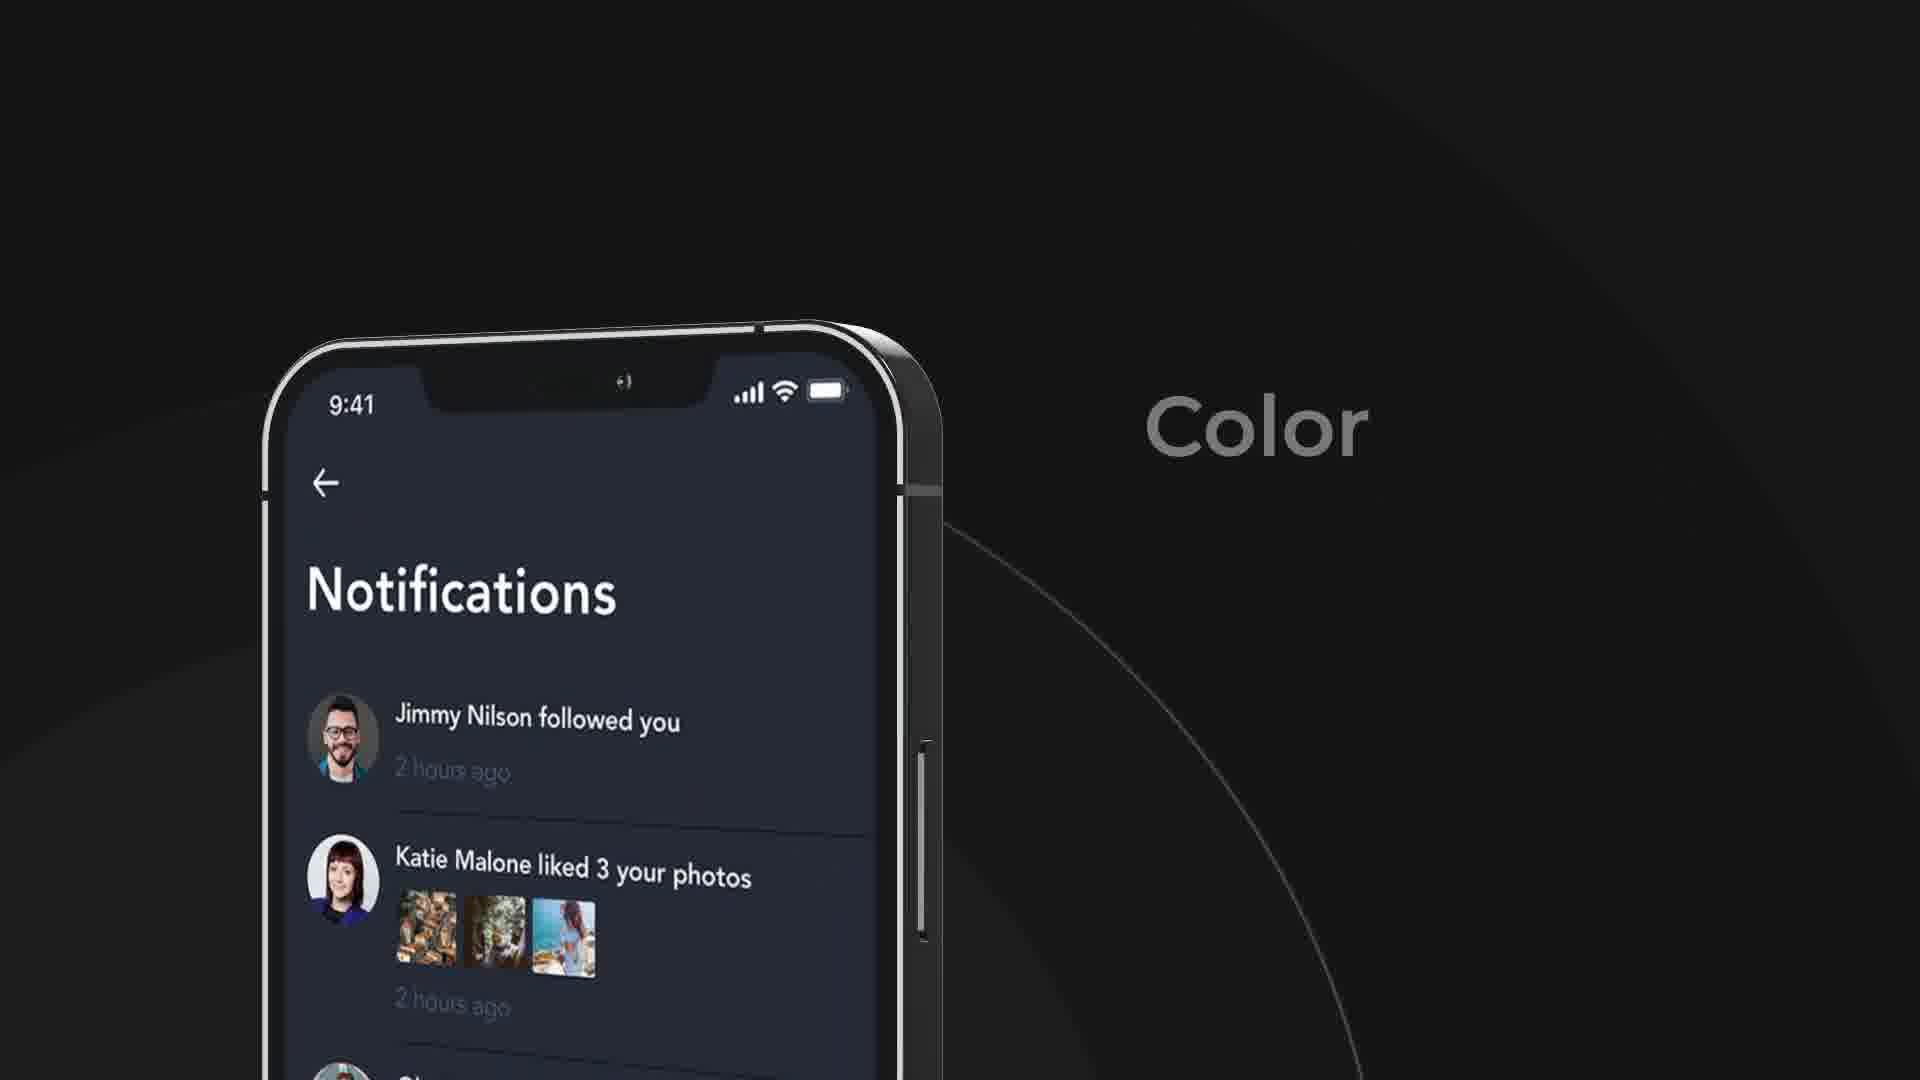 9:41
Color
Notifications
Jimmy Nilson followed you
2 hours ago
Katie Malone liked 3 your photos
2 hours ago